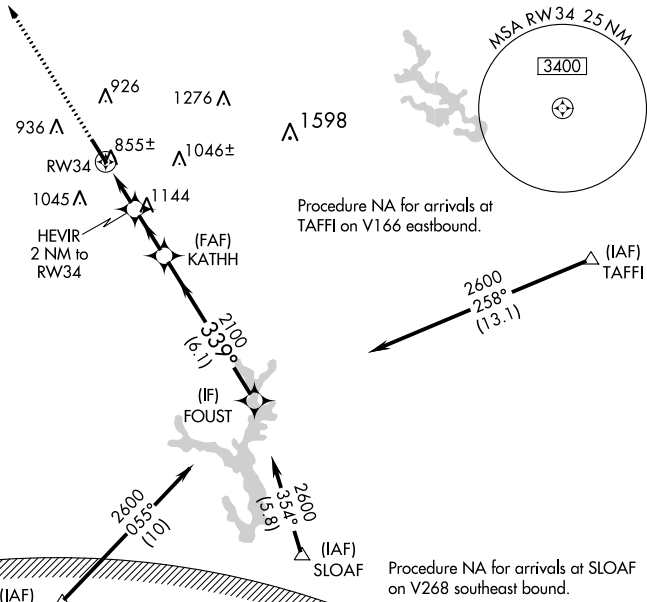 MSA RW34 25 NM
3400
926
1276
1598
936
855±
1046±
RW34
1045
1144
HEVIR
2 NM to
RW34
(FAF)
KATHH
Procedure NA for arrivals at
TAFFI on V166 eastbound.
(IAF)
TAFFI
2600
258°
(13.1)
2100
339°
(6.1)
(IF)
FOUST
2600
055°
(10)
2600
354°
(5.8)
(IAF)
SLOAF
Procedure NA for arrivals at SLOAF
on V268 southeast bound.
(IAF)